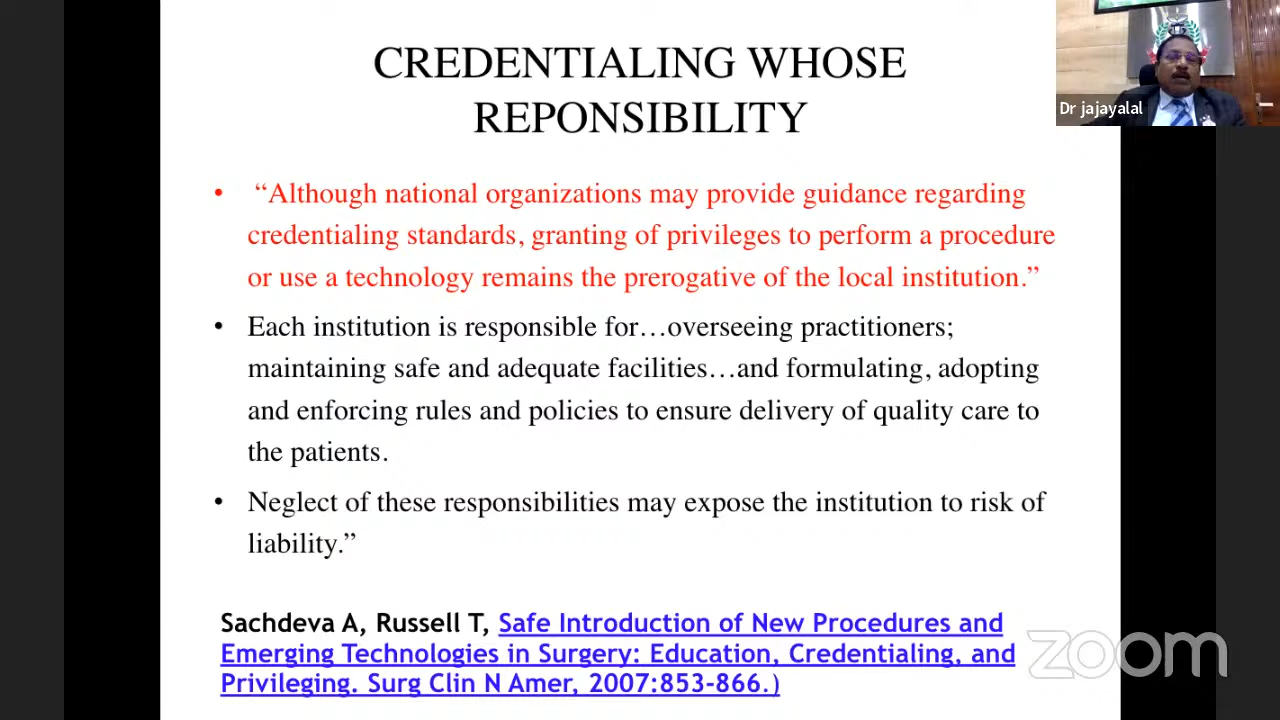 CREDENTIALING WHOSE
REPONSIBILITY
• “Although national organizations may provide guidance regarding
credentialing standards, granting of privileges to perform a procedure
or use a technology remains the prerogative of the local institution.”
• Each institution is responsible for…overseeing practitioners;
maintaining safe and adequate facilities…and formulating, adopting
and enforcing rules and policies to ensure delivery of quality care to
the patients.
• Neglect of these responsibilities may expose the institution to risk of
liability.”
Sachdeva A, Russell T, Safe Introduction of New Procedures and
Emerging Technologies in Surgery: Education, Credentialing, and
Privileging. Surg Clin N Amer, 2007:853-866.)
Dr jajayalal
zoom